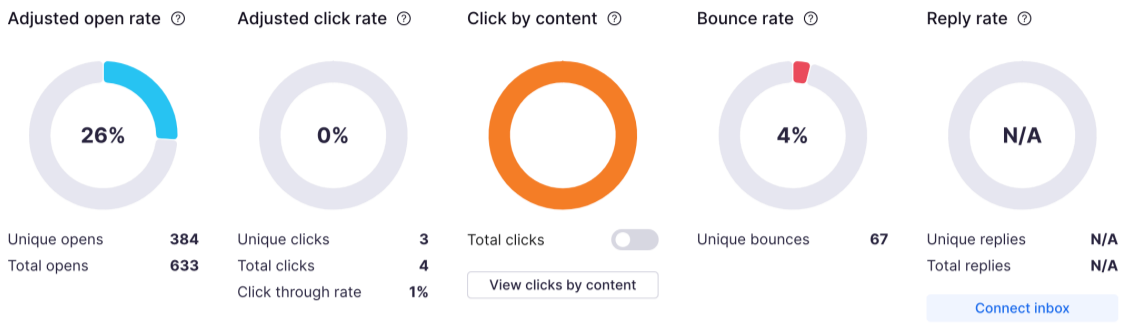 Adjusted open rate
26%
Unique opens 384
Total opens 633
Adjusted click rate
0%
Unique clicks 3
Total clicks 4
Click through rate 1%
Click by content
Total clicks
View clicks by content
Bounce rate
4%
Unique bounces 67
Reply rate
N/A
Unique replies N/A
Total replies N/A
Connect inbox